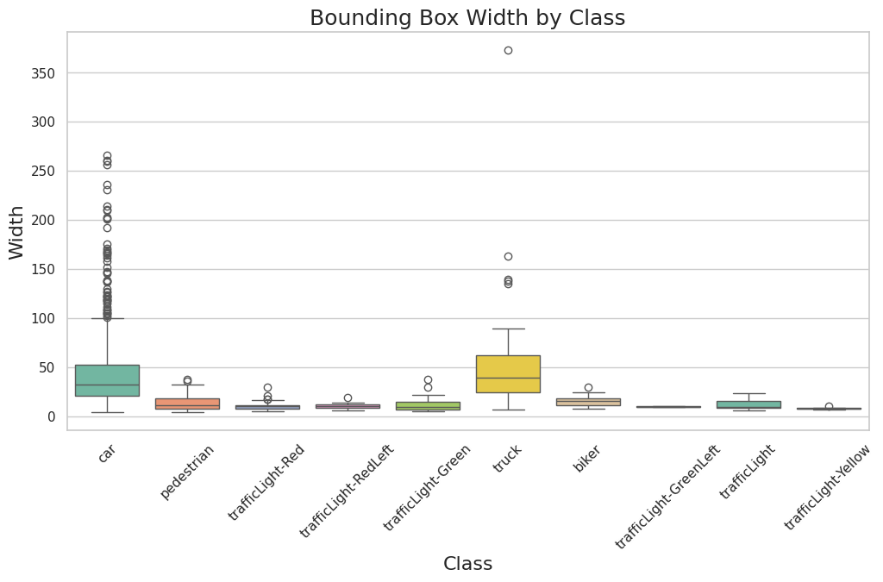 Bounding Box Width by Class
Width
350
300
250
200
150
100
50
0
car
pedestrian
trafficLight-Red
trafficLight-RedLeft
trafficLight-Green
truck
biker
trafficLight-GreenLeft
trafficLight
trafficLight-Yellow
Class